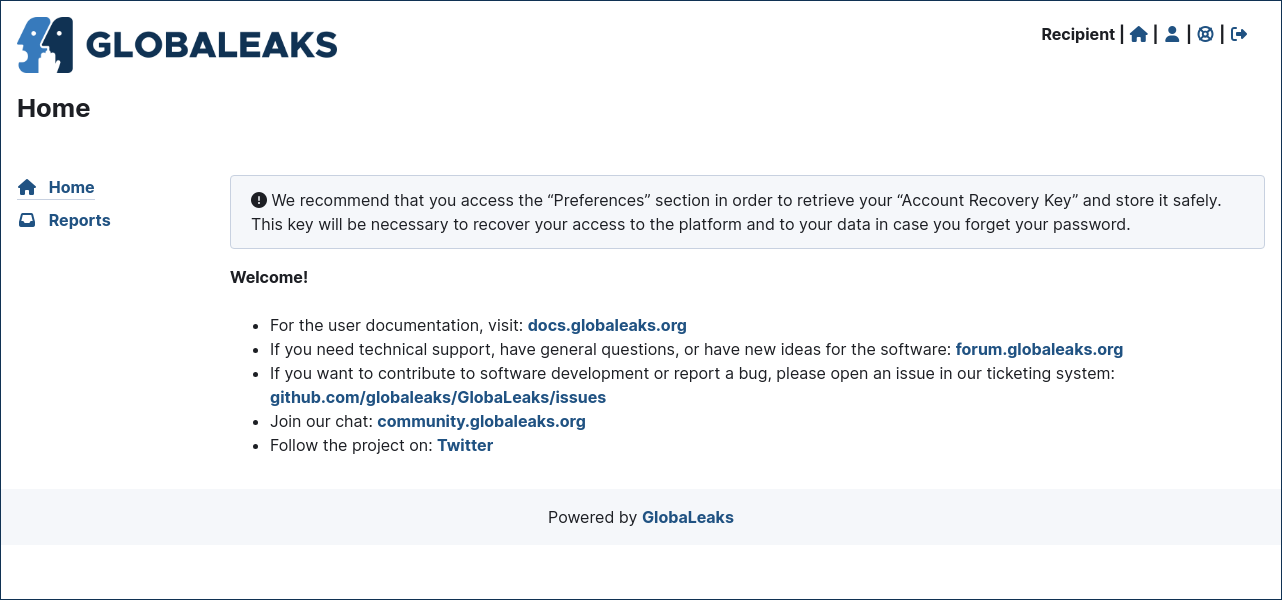 GLOBALEAKS
Recipient | | | |
Home
Home
Reports
We recommend that you access the “Preferences” section in order to retrieve your “Account Recovery Key” and store it safely.
This key will be necessary to recover your access to the platform and to your data in case you forget your password.
Welcome!
• For the user documentation, visit: docs.globaleaks.org
• If you need technical support, have general questions, or have new ideas for the software: forum.globaleaks.org
• If you want to contribute to software development or report a bug, please open an issue in our ticketing system:
github.com/globaleaks/GlobaLeaks/issues
• Join our chat: community.globaleaks.org
• Follow the project on: Twitter
Powered by GlobaLeaks